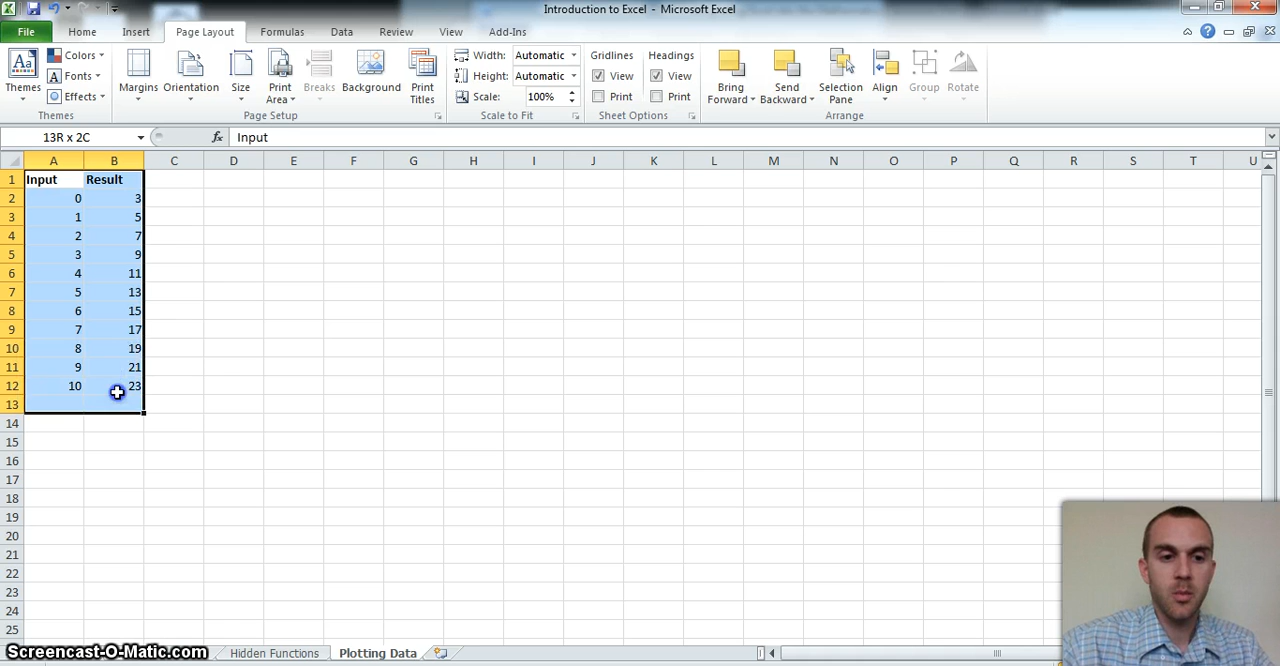 Introduction to Excel - Microsoft Excel
File Home Insert Page Layout Formulas Data Review View Add-Ins
Themes Colors Fonts Effects Margins Orientation Size Print Area Breaks Background Print Titles Width: Automatic Height: Automatic Scale: 100% Gridlines View Print Headings View Print Bring Forward Send Backward Selection Pane Align Group Rotate
Themes Page Setup Scale to Fit Sheet Options Arrange
13R x 2C fx Input
A B C D E F G H I J K L M N O P Q R S T U
1 Input Result
2 0 3
3 1 5
4 2 7
5 3 9
6 4 11
7 5 13
8 6 15
9 7 17
10 8 19
11 9 21
12 10 23
13
14
15
16
17
18
19
20
21
22
23
24
25
Screencast-O-Matic.com Hidden Functions Plotting Data